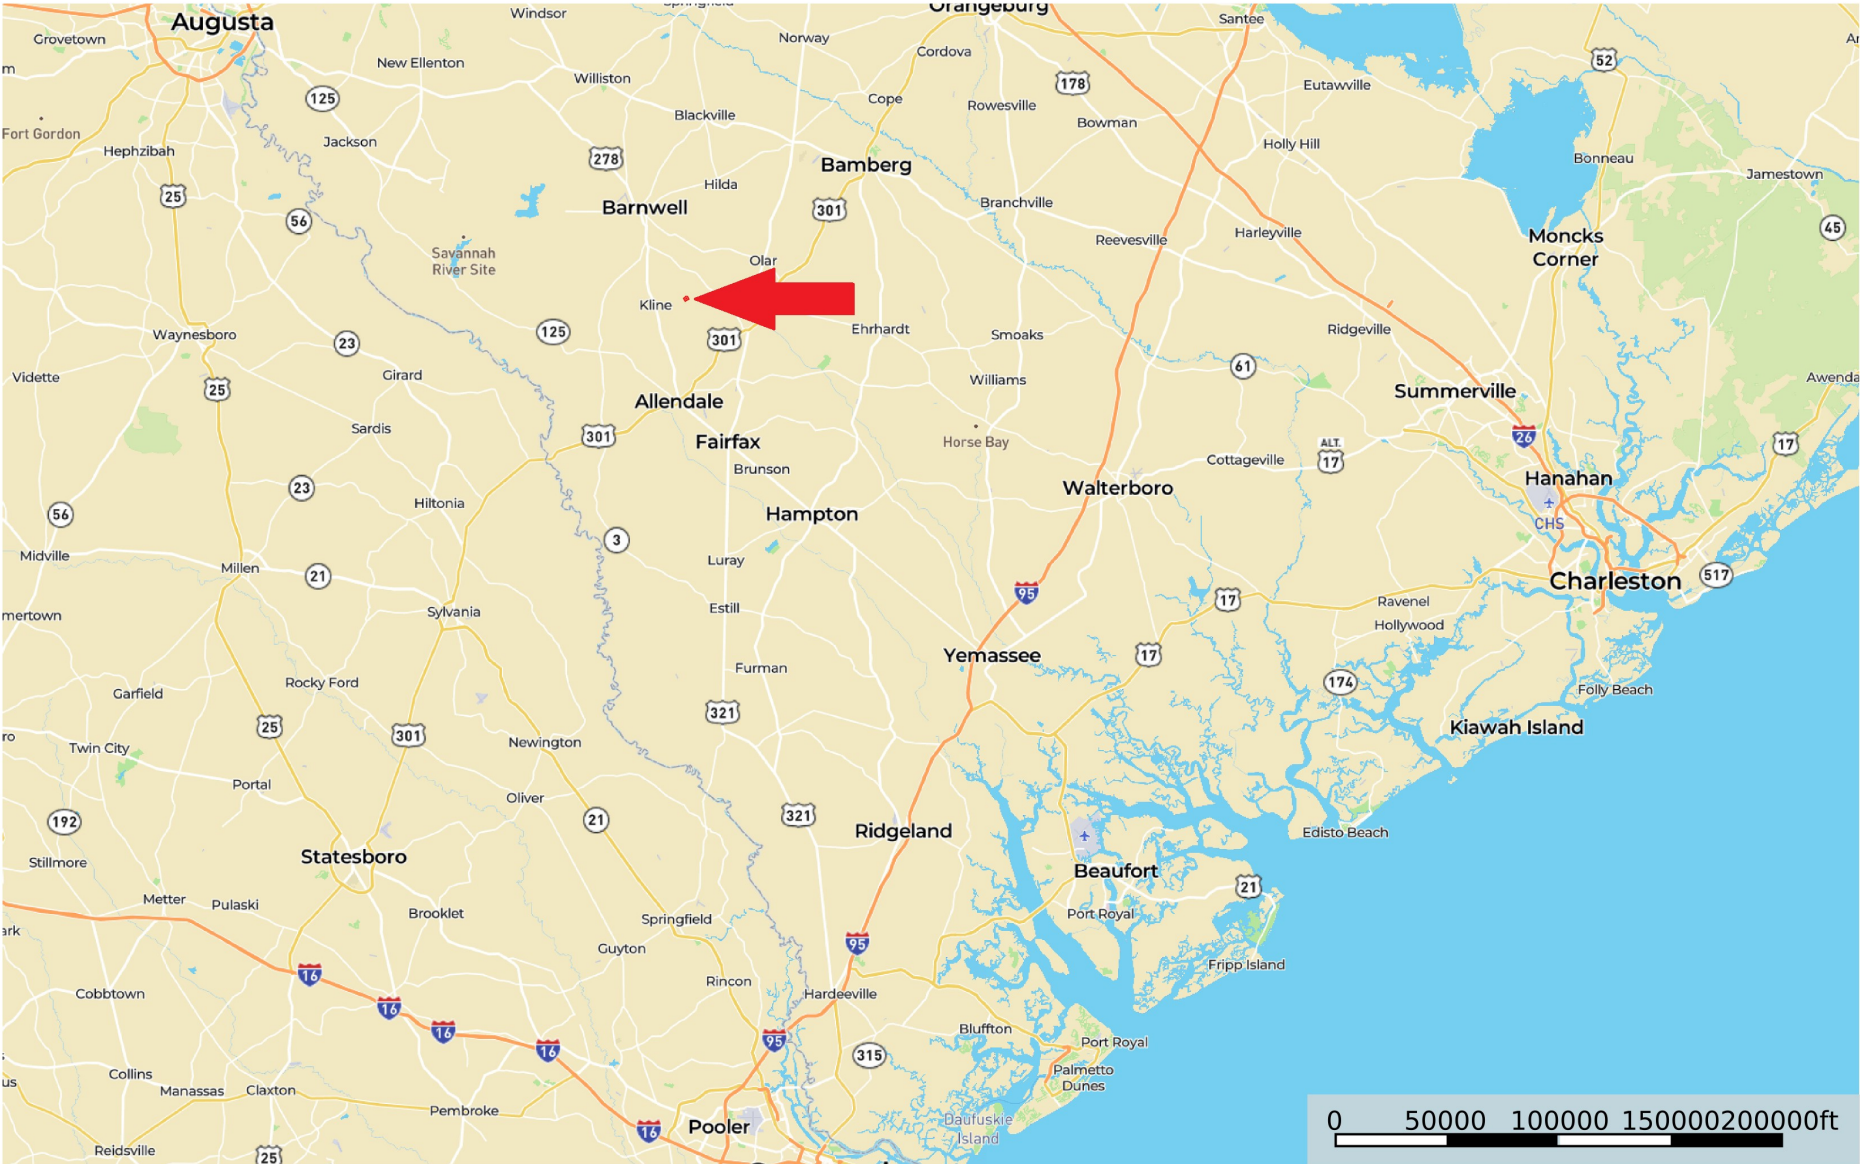 Augusta
Windsor
Orangeburg
Santee
Grovetown
Norway
Cordova
52
New Ellenton
Williston
178
Eutawville
125
Cope
Rowesville
Fort Gordon
Blackville
Bowman
Jackson
Holly Hill
Hephzibah
278
Bamberg
Bonneau
Hilda
Jamestown
25
Barnwell
301
Branchville
56
Reevesville
Harleyville
45
Moncks
Corner
Savannah
River Site
Olar
Kline
125
301
Ehrhardt
Smoaks
Ridgeville
Waynesboro
23
Vidette
Girard
Williams
61
Awenda
25
Allendale
Summerville
Sardis
301
Fairfax
Horse Bay
26
Brunson
Cottageville
ALT.
17
17
23
Hiltonia
Walterboro
Hanahan
CHS
56
Hampton
3
Midville
Luray
Millen
21
95
Charleston
517
mertown
Sylvania
Estill
17
Ravenel
Hollywood
Yemassee
17
Furman
Garfield
Rocky Ford
174
Folly Beach
25
301
321
Kiawah Island
ro
Twin City
Newington
Portal
Oliver
192
21
321
Ridgeland
Edisto Beach
Stillmore
Statesboro
Beaufort
21
Metter
Pulaski
Brooklet
Springfield
Port Royal
ark
Guyton
95
Fripp Island
16
Rincon
Cobbtown
16
Hardeeville
16
16
95
Bluffton
315
Port Royal
Collins
Palmetto
Dunes
us
Manassas
Claxton
Pembroke
Pooler
Daufuskie
Island
16
Reidsville
25
0 50000 100000 150000200000ft